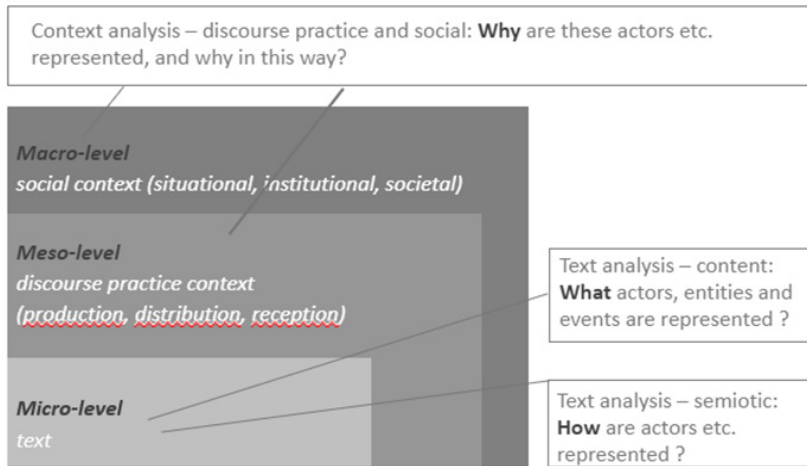 Context analysis – discourse practice and social: Why are these actors etc.
represented, and why in this way?
Macro-level
social context (situational, institutional, societal)
Meso-level
discourse practice context
(production, distribution, reception)
Text analysis – content:
What actors, entities and
events are represented ?
Micro-level
text
Text analysis – semiotic:
How are actors etc.
represented ?